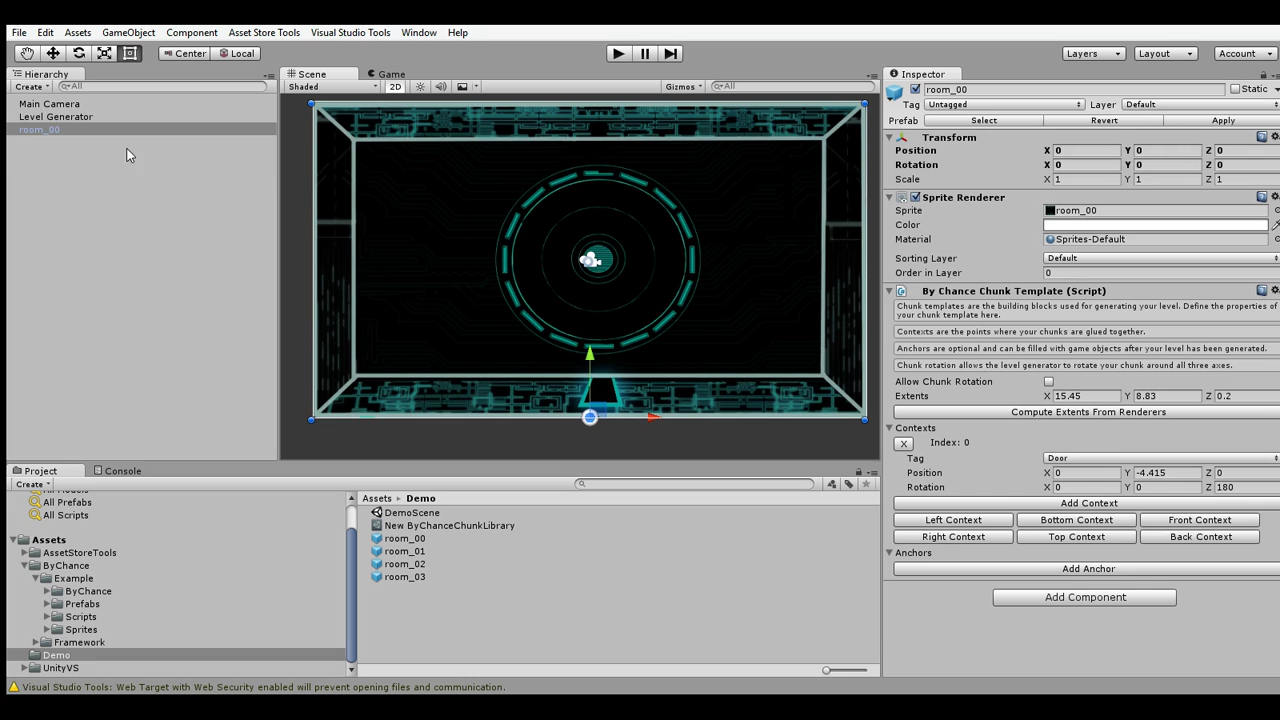 File Edit Assets GameObject Component Asset Store Tools Visual Studio Tools Window Help
Center Local Layers Layout Account
Hierarchy
Create All
Main Camera
Level Generator
room_00
Scene Game
Shaded 2D Gizmos All
Inspector
room_00 Static
Tag Untagged Layer Default
Prefab Select Revert Apply
Transform
Position X 0 Y 0 Z 0
Rotation X 0 Y 0 Z 0
Scale X 1 Y 1 Z 1
Sprite Renderer
Sprite room_00
Color
Material Sprites-Default
Sorting Layer Default
Order in Layer 0
By Chance Chunk Template (Script)
Chunk templates are the building blocks used for generating your level. Define the properties of
your chunk template here.
Contexts are the points where your chunks are glued together.
Anchors are optional and can be filled with game objects after your level has been generated.
Chunk rotation allows the level generator to rotate your chunk around all three axes.
Allow Chunk Rotation
Extents X 15.45 Y 8.83 Z 0.2
Compute Extents From Renderers
Contexts
X Index: 0
Tag Door
Position X 0 Y -4.415 Z 0
Rotation X 0 Y 0 Z 180
Add Context
Left Context Bottom Context Front Context
Right Context Top Context Back Context
Anchors
Add Anchor
Add Component
Project Console
Create
All Prefabs
All Scripts
Assets
AssetStoreTools
ByChance
Example
ByChance
Prefabs
Scripts
Sprites
Framework
Demo
UnityVS
Assets Demo
DemoScene
New ByChanceChunkLibrary
room_00
room_01
room_02
room_03
Visual Studio Tools: Web Target with Web Security enabled will prevent opening files and communication.